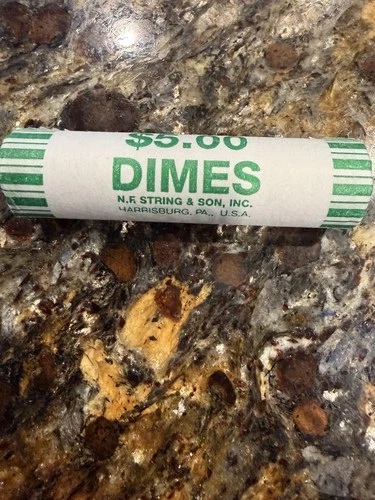 $5.00
DIMES
N.F. STRING & SON, INC.
HARRISBURG, PA., U.S.A.